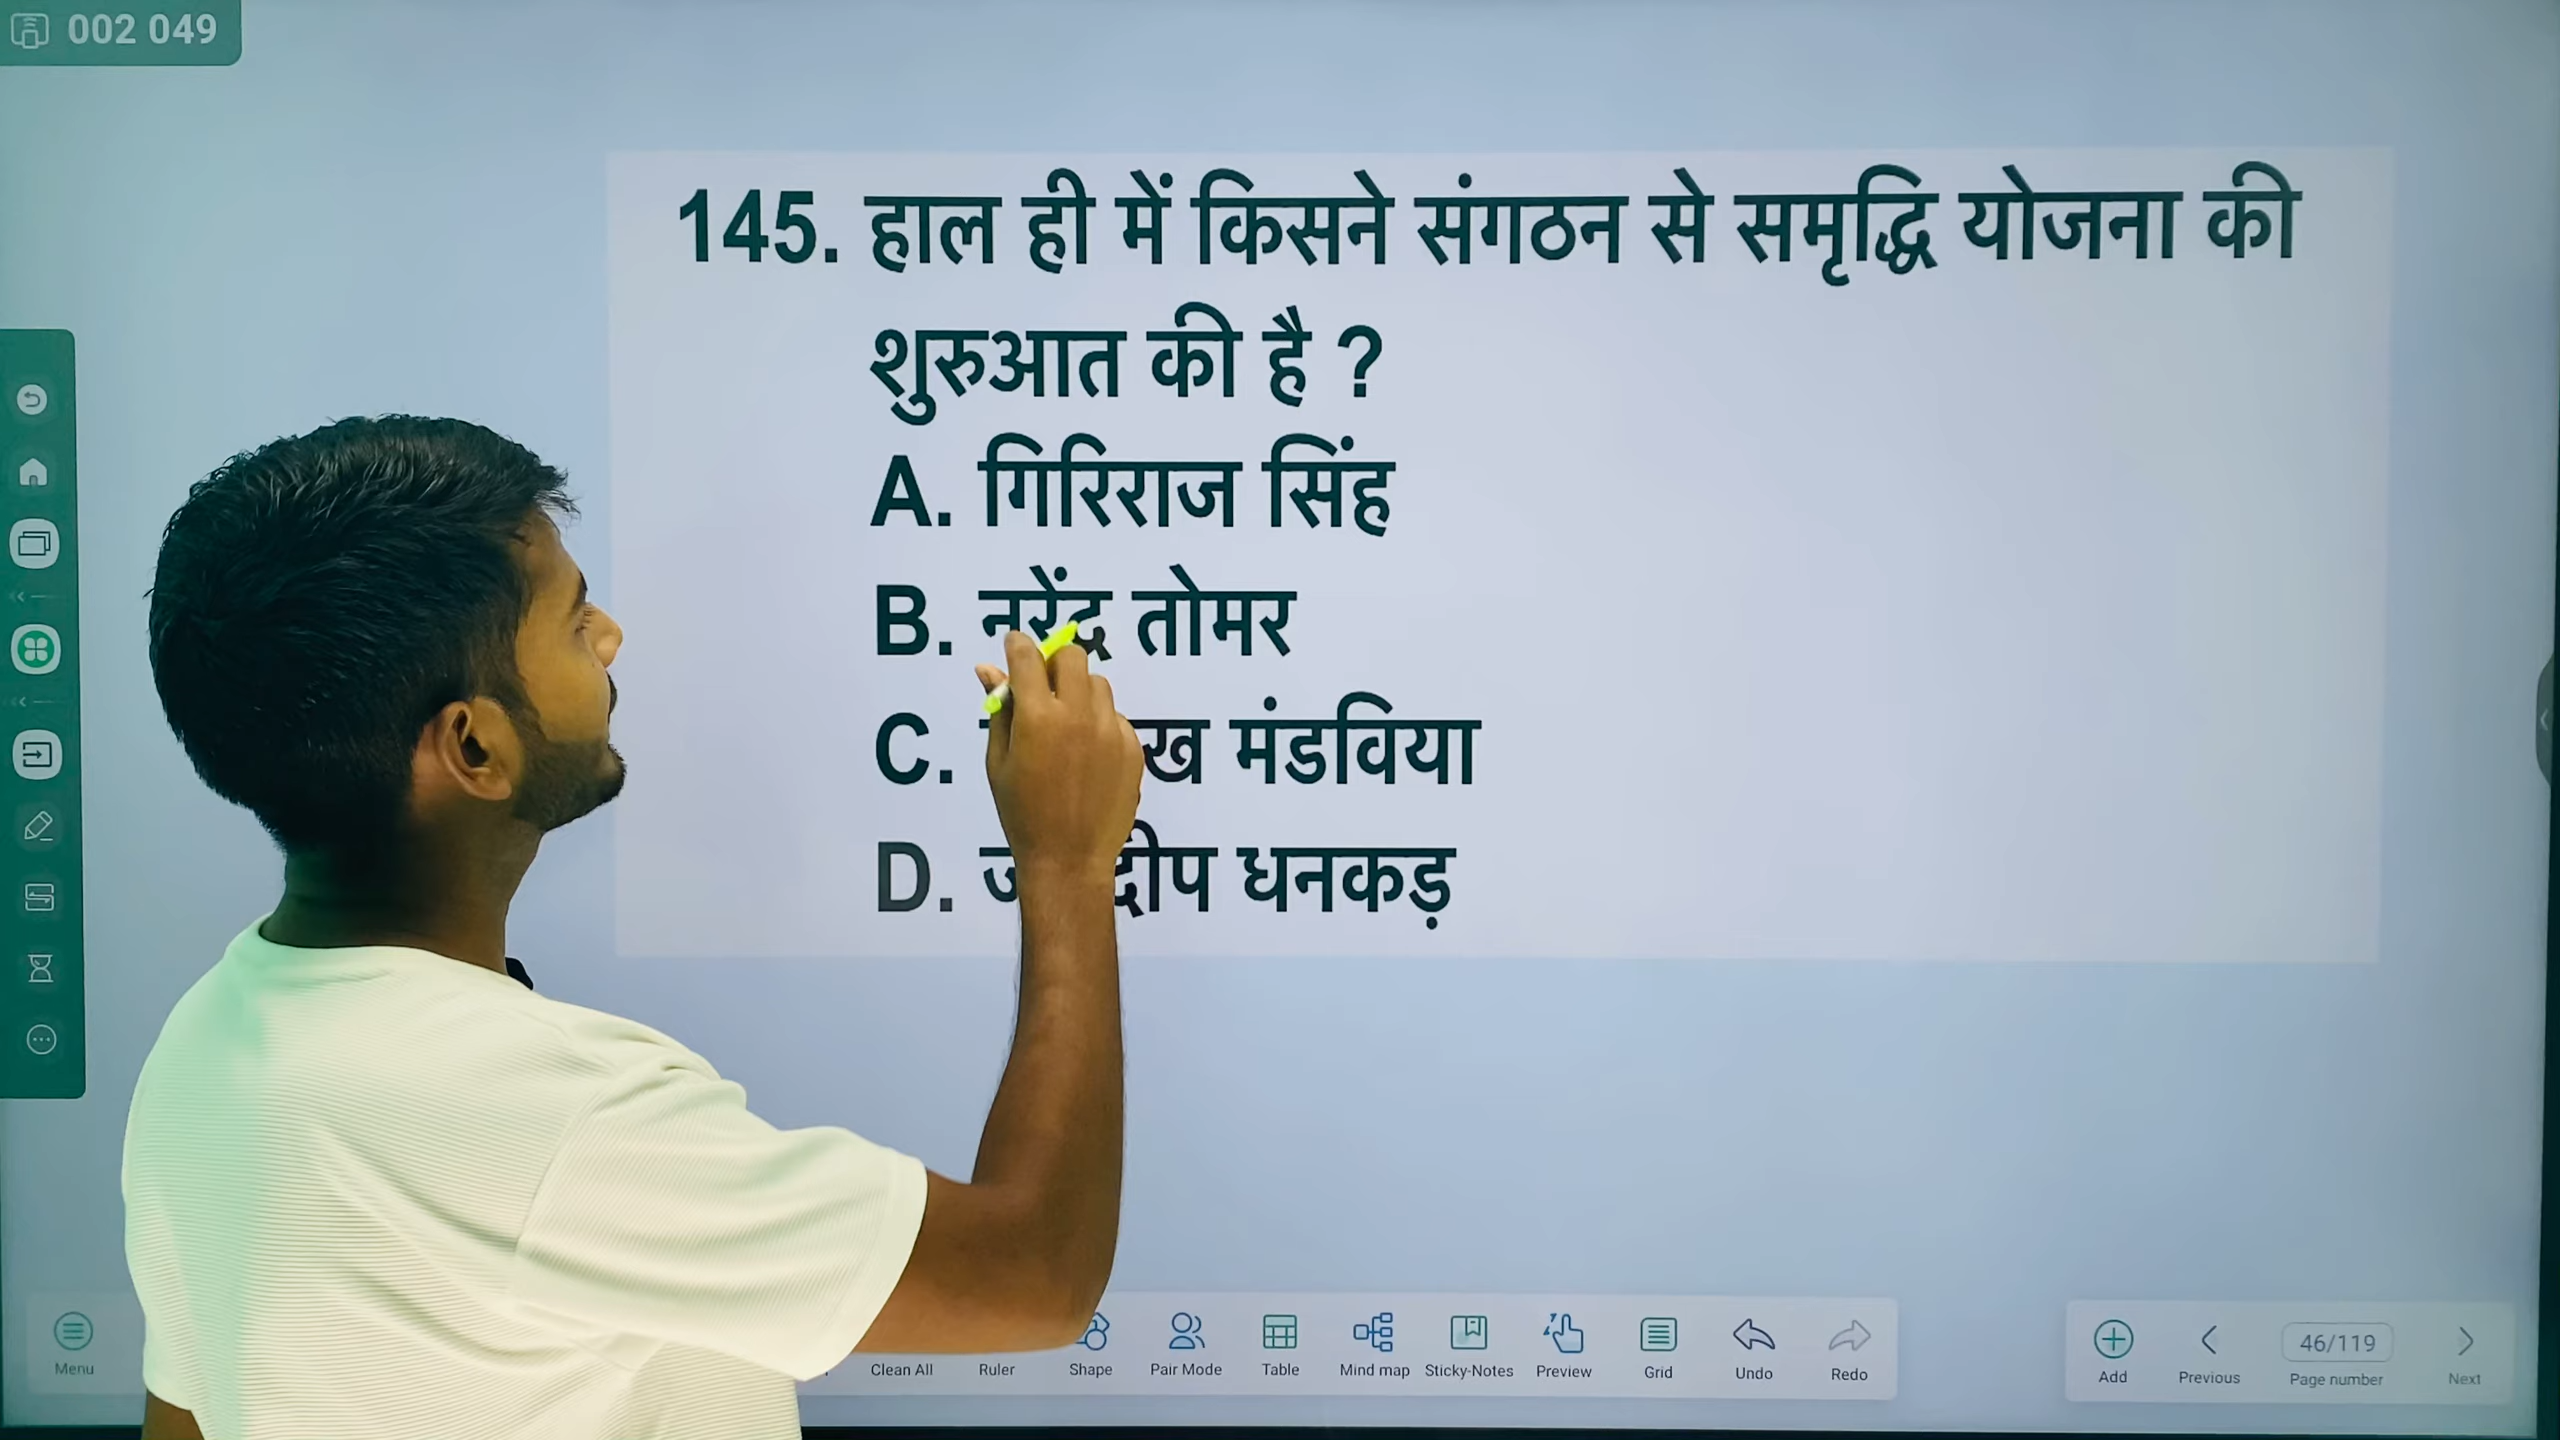 002 049
145. हाल ही में किसने संगठन से समृद्धि योजना की
शुरुआत की है ?
A. गिरिराज सिंह
B. नरेंद्र तोमर
C. मंडविया
D. धनकड़
Menu Clean All Ruler Shape Pair Mode Table Mind map Sticky-Notes Preview Grid Undo Redo Add Previous 46/119 Page number Next